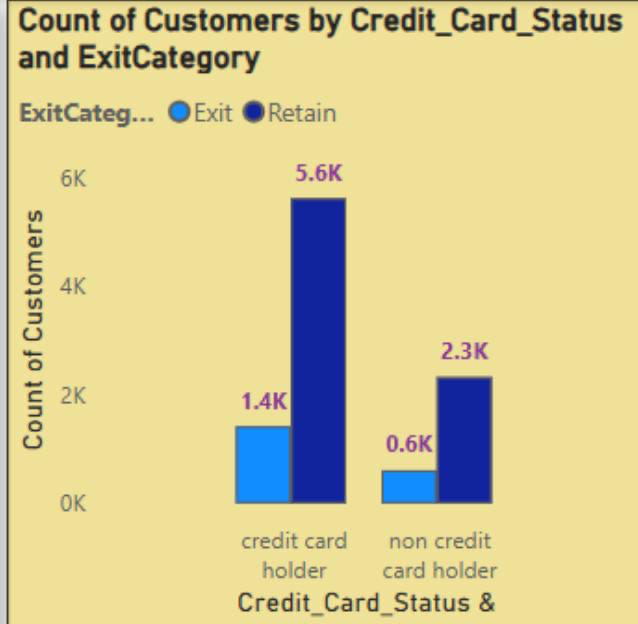 Count of Customers by Credit_Card_Status
and ExitCategory
ExitCateg... Exit Retain
6K
4K
2K
0K
Count of Customers
5.6K
1.4K
2.3K
0.6K
credit card
holder
non credit
card holder
Credit_Card_Status &